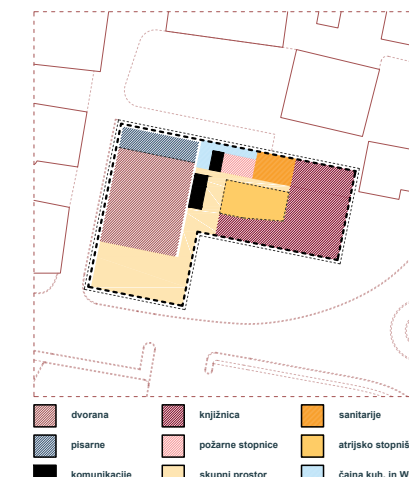 dvorana knjižnica sanitarije
pisarne požarne stopnice atrijsko stopniš
komunikacije skupni prostor čajna kuh. in W